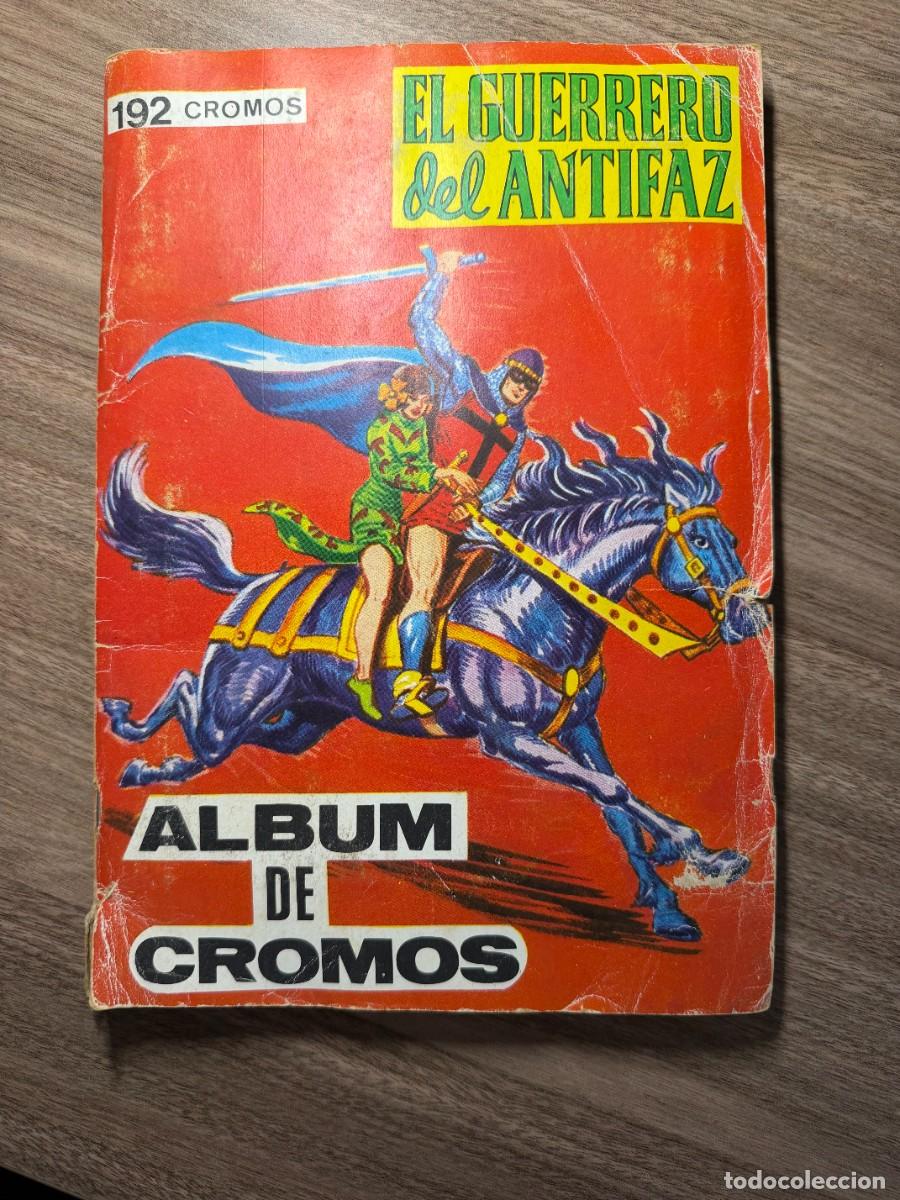 192 CROMOS
EL GUERRERO
del ANTIFAZ
ALBUM
DE
CROMOS
todocoleccion